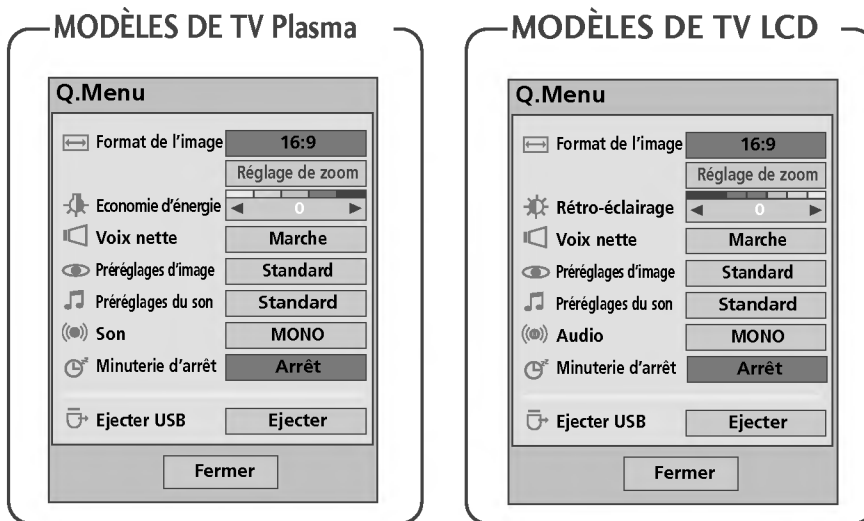 MODÈLES DE TV Plasma
Q.Menu
Format de l'image 16:9
Réglage de zoom
Economie d'énergie 0
Voix nette Marche
Préréglages d'image Standard
Préréglages du son Standard
Son MONO
Minuterie d'arrêt Arrêt
Ejecter USB Ejecter
Fermer
MODÈLES DE TV LCD
Q.Menu
Format de l'image 16:9
Réglage de zoom
Rétro-éclairage 0
Voix nette Marche
Préréglages d'image Standard
Préréglages du son Standard
Audio MONO
Minuterie d'arrêt Arrêt
Ejecter USB Ejecter
Fermer